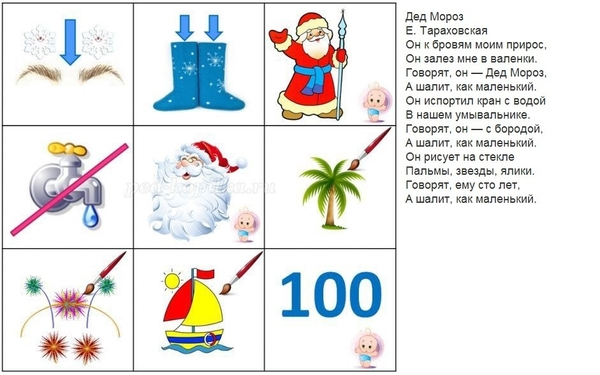 Дед Мороз
Е. Тараховская
Он к бровям моим прирос,
Он залез мне в валенки.
Говорят, он — Дед Мороз,
А шалит, как маленький.
Он испортил кран с водой
В нашем умывальнике.
Говорят, он — с бородой,
А шалит, как маленький.
Он рисует на стекле
Пальмы, звезды, ялики.
Говорят, ему сто лет,
А шалит, как маленький.
100